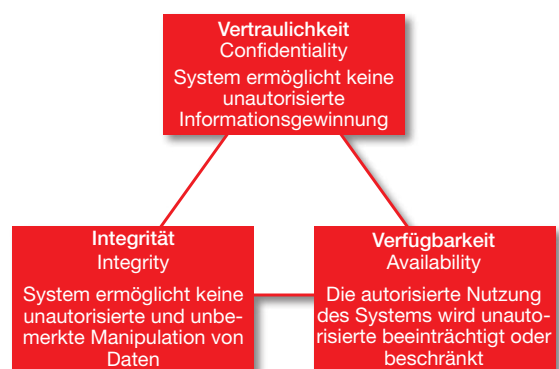 Vertraulichkeit
Confidentiality
System ermöglicht keine
unautorisierte
Informationsgewinnung
Integrität
Integrity
System ermöglicht keine
unautorisierte und unbe-
merkte Manipulation von
Daten
Verfügbarkeit
Availability
Die autorisierte Nutzung
des Systems wird unauto-
risierte beeinträchtigt oder
beschränkt